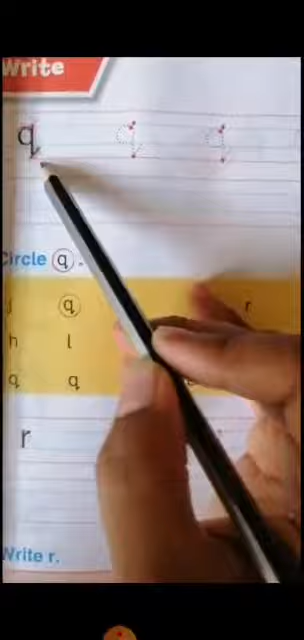 Write
q q q
Circle q.
j q r
h l
q q
r
Write r.